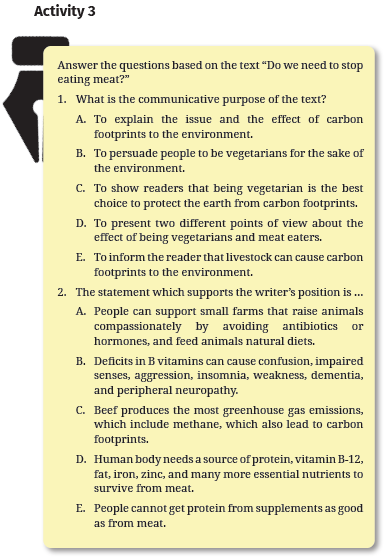 Activity 3
Answer the questions based on the text “Do we need to stop
eating meat?”
1. What is the communicative purpose of the text?
A. To explain the issue and the effect of carbon
footprints to the environment.
B. To persuade people to be vegetarians for the sake of
the environment.
C. To show readers that being vegetarian is the best
choice to protect the earth from carbon footprints.
D. To present two different points of view about the
effect of being vegetarians and meat eaters.
E. To inform the reader that livestock can cause carbon
footprints to the environment.
2. The statement which supports the writer’s position is ...
A. People can support small farms that raise animals
compassionately by avoiding antibiotics or
hormones, and feed animals natural diets.
B. Deficits in B vitamins can cause confusion, impaired
senses, aggression, insomnia, weakness, dementia,
and peripheral neuropathy.
C. Beef produces the most greenhouse gas emissions,
which include methane, which also lead to carbon
footprints.
D. Human body needs a source of protein, vitamin B-12,
fat, iron, zinc, and many more essential nutrients to
survive from meat.
E. People cannot get protein from supplements as good
as from meat.